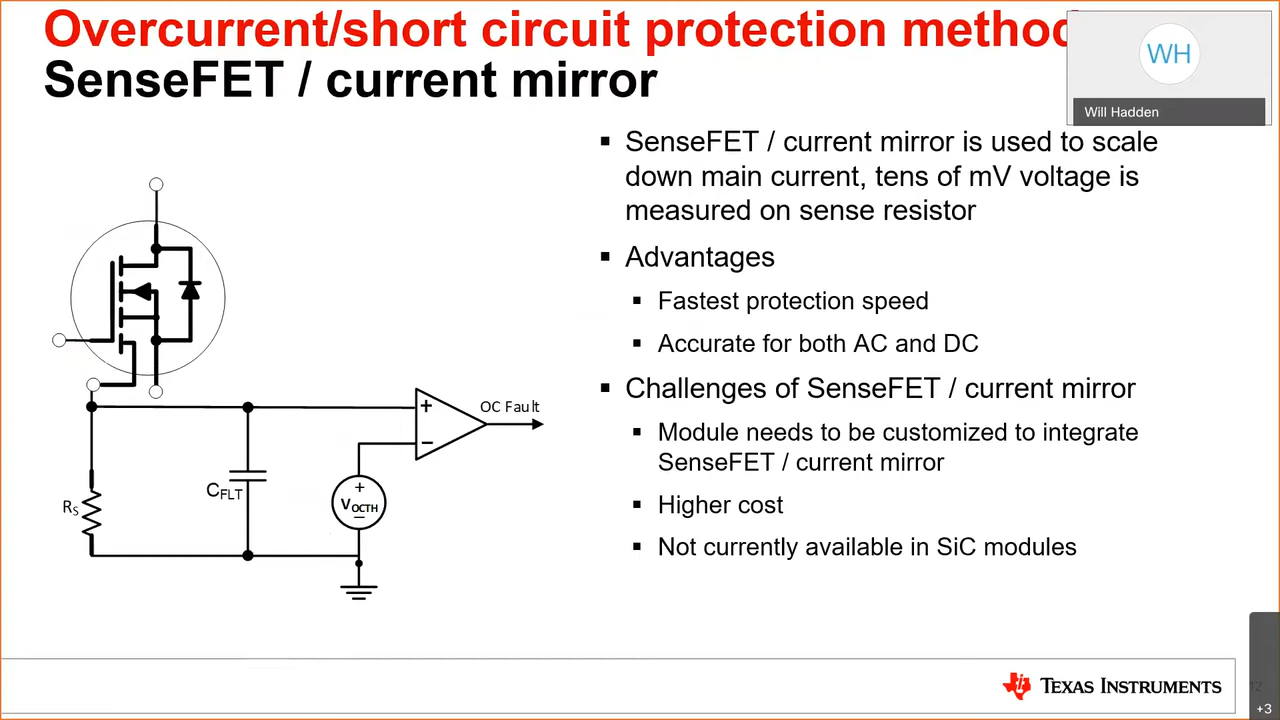 Overcurrent/short circuit protection method
SenseFET / current mirror
WH
Will Hadden
▪ SenseFET / current mirror is used to scale
down main current, tens of mV voltage is
measured on sense resistor
▪ Advantages
▪ Fastest protection speed
▪ Accurate for both AC and DC
▪ Challenges of SenseFET / current mirror
▪ Module needs to be customized to integrate
SenseFET / current mirror
▪ Higher cost
▪ Not currently available in SiC modules
+
−
OC Fault
RS
CFLT
+
VOCTH
−
TEXAS INSTRUMENTS
12
+3